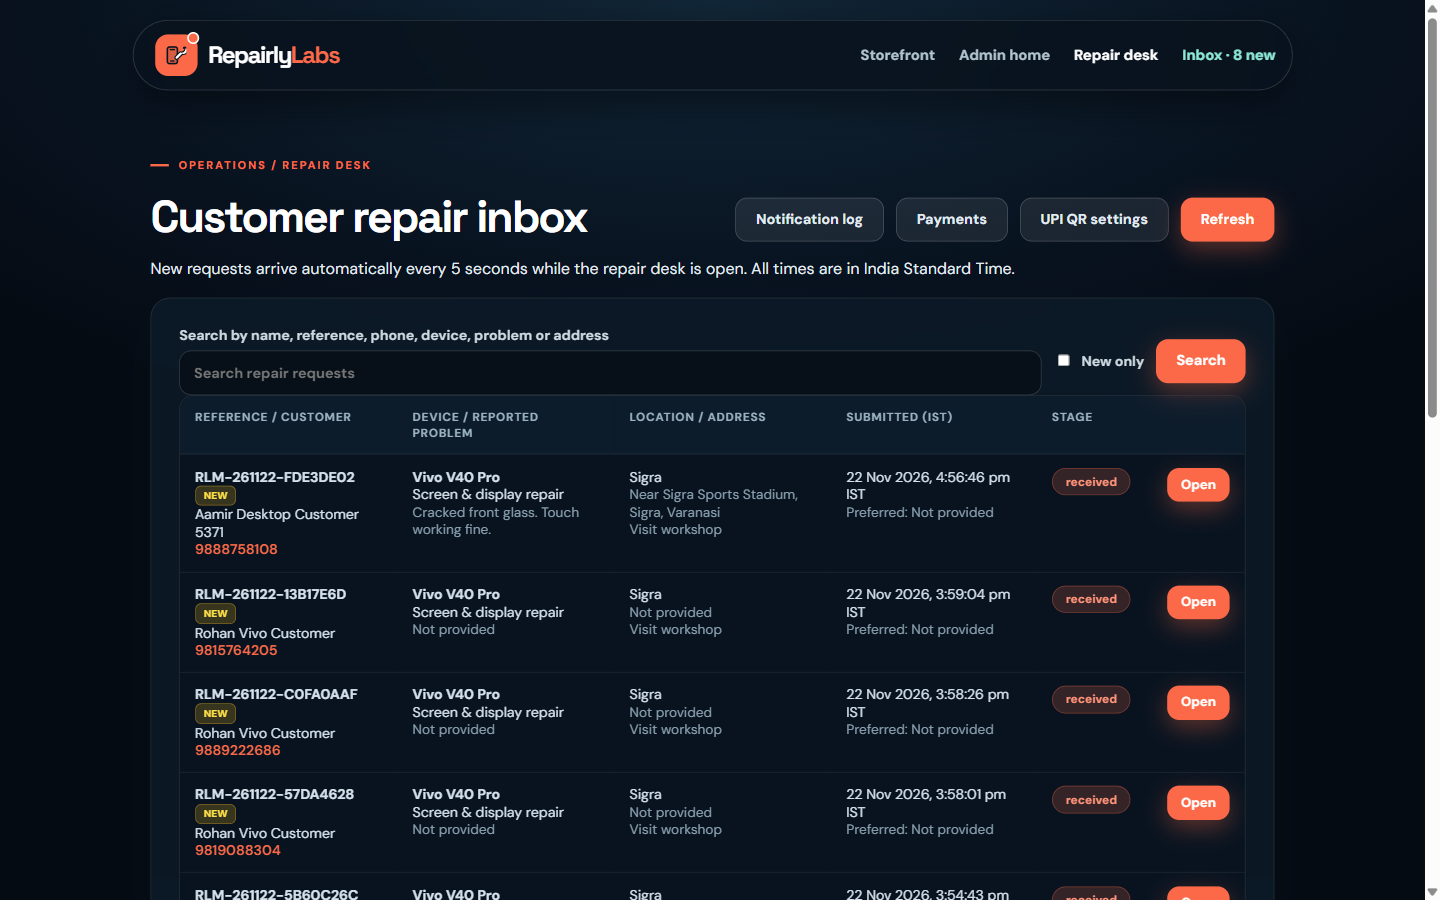 RepairlyLabs
Storefront
Admin home
Repair desk
Inbox · 8 new
OPERATIONS / REPAIR DESK
Customer repair inbox
Notification log
Payments
UPI QR settings
Refresh
New requests arrive automatically every 5 seconds while the repair desk is open. All times are in India Standard Time.
Search by name, reference, phone, device, problem or address
Search repair requests
New only
Search
REFERENCE / CUSTOMER
DEVICE / REPORTED
PROBLEM
LOCATION / ADDRESS
SUBMITTED (IST)
STAGE
RLM-261122-FDE3DE02
NEW
Aamir Desktop Customer
5371
9888758108
Vivo V40 Pro
Screen & display repair
Cracked front glass. Touch
working fine.
Sigra
Near Sigra Sports Stadium,
Sigra, Varanasi
Visit workshop
22 Nov 2026, 4:56:46 pm
IST
Preferred: Not provided
received
Open
RLM-261122-13B17E6D
NEW
Rohan Vivo Customer
9815764205
Vivo V40 Pro
Screen & display repair
Not provided
Sigra
Not provided
Visit workshop
22 Nov 2026, 3:59:04 pm
IST
Preferred: Not provided
received
Open
RLM-261122-C0FA0AAF
NEW
Rohan Vivo Customer
9889222686
Vivo V40 Pro
Screen & display repair
Not provided
Sigra
Not provided
Visit workshop
22 Nov 2026, 3:58:26 pm
IST
Preferred: Not provided
received
Open
RLM-261122-57DA4628
NEW
Rohan Vivo Customer
9819088304
Vivo V40 Pro
Screen & display repair
Not provided
Sigra
Not provided
Visit workshop
22 Nov 2026, 3:58:01 pm
IST
Preferred: Not provided
received
Open
RLM-261122-5B60C26C
Vivo V40 Pro
Sigra
22 Nov 2026, 3:54:43 pm
received